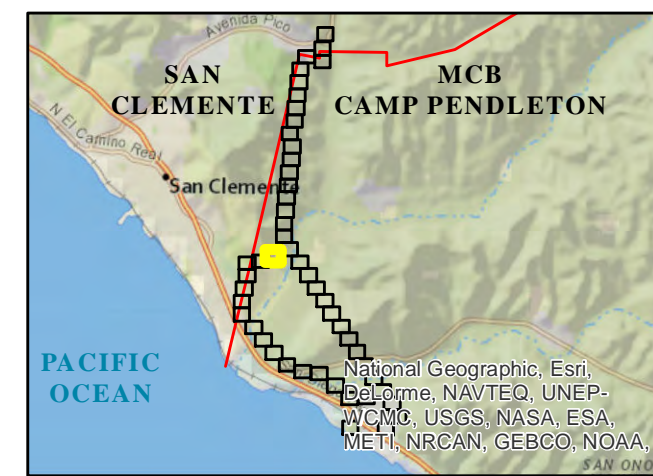 Avenida Pico
SAN
CLEMENTE
MCB
CAMP PENDLETON
N El Camino Real
San Clemente
PACIFIC
OCEAN
National Geographic, Esri,
DeLorme, NAVTEQ, UNEP-
WCMC, USGS, NASA, ESA,
METI, NRCAN, GEBCO, NOAA,
SAN ONO